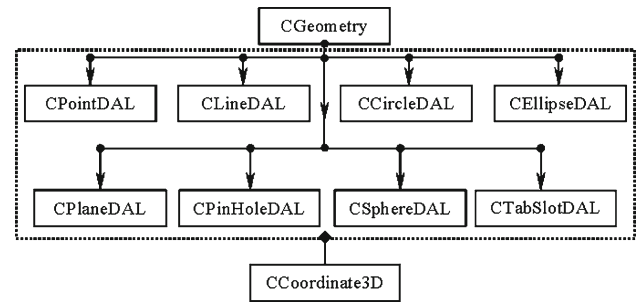 CGeometry
CPointDAL CLineDAL CCircleDAL CEllipseDAL
CPlaneDAL CPinHoleDAL CSphereDAL CTabSlotDAL
CCoordinate3D